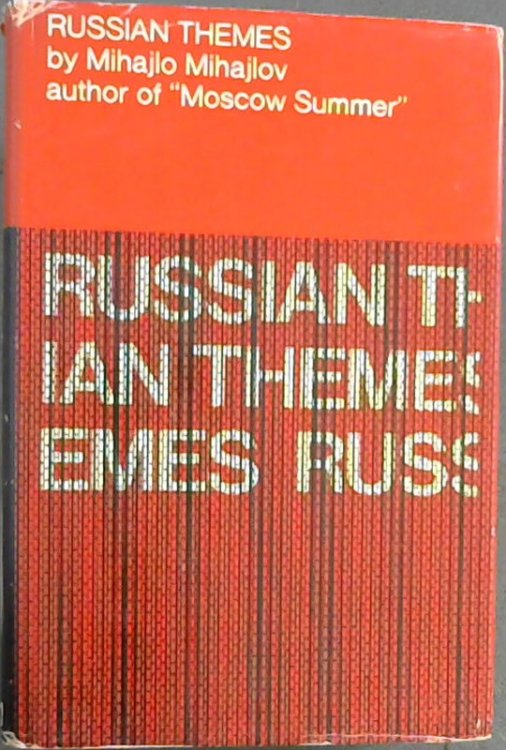 RUSSIAN THEMES
by Mihajlo Mihajlov
author of "Moscow Summer"
RUSSIAN TH
IAN THEMES
EMES RUSS